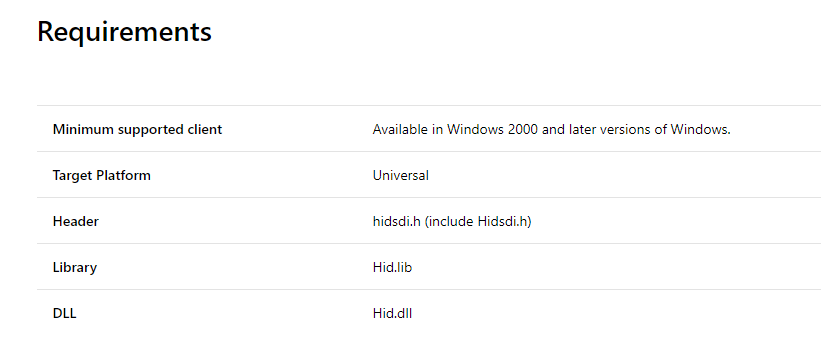 Requirements
Minimum supported client Available in Windows 2000 and later versions of Windows.
Target Platform Universal
Header hidsdi.h (include Hidsdi.h)
Library Hid.lib
DLL Hid.dll